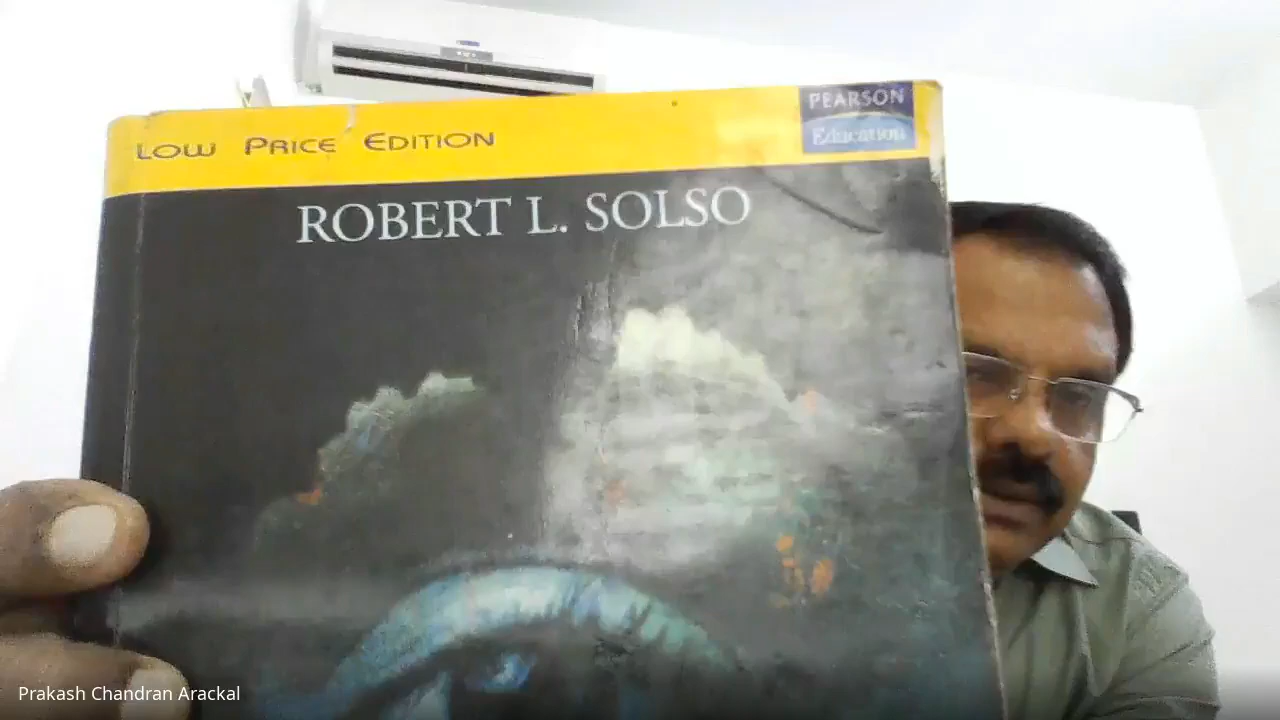 LOW PRICE EDITION
PEARSON
Education
ROBERT L. SOLSO
Prakash Chandran Arackal